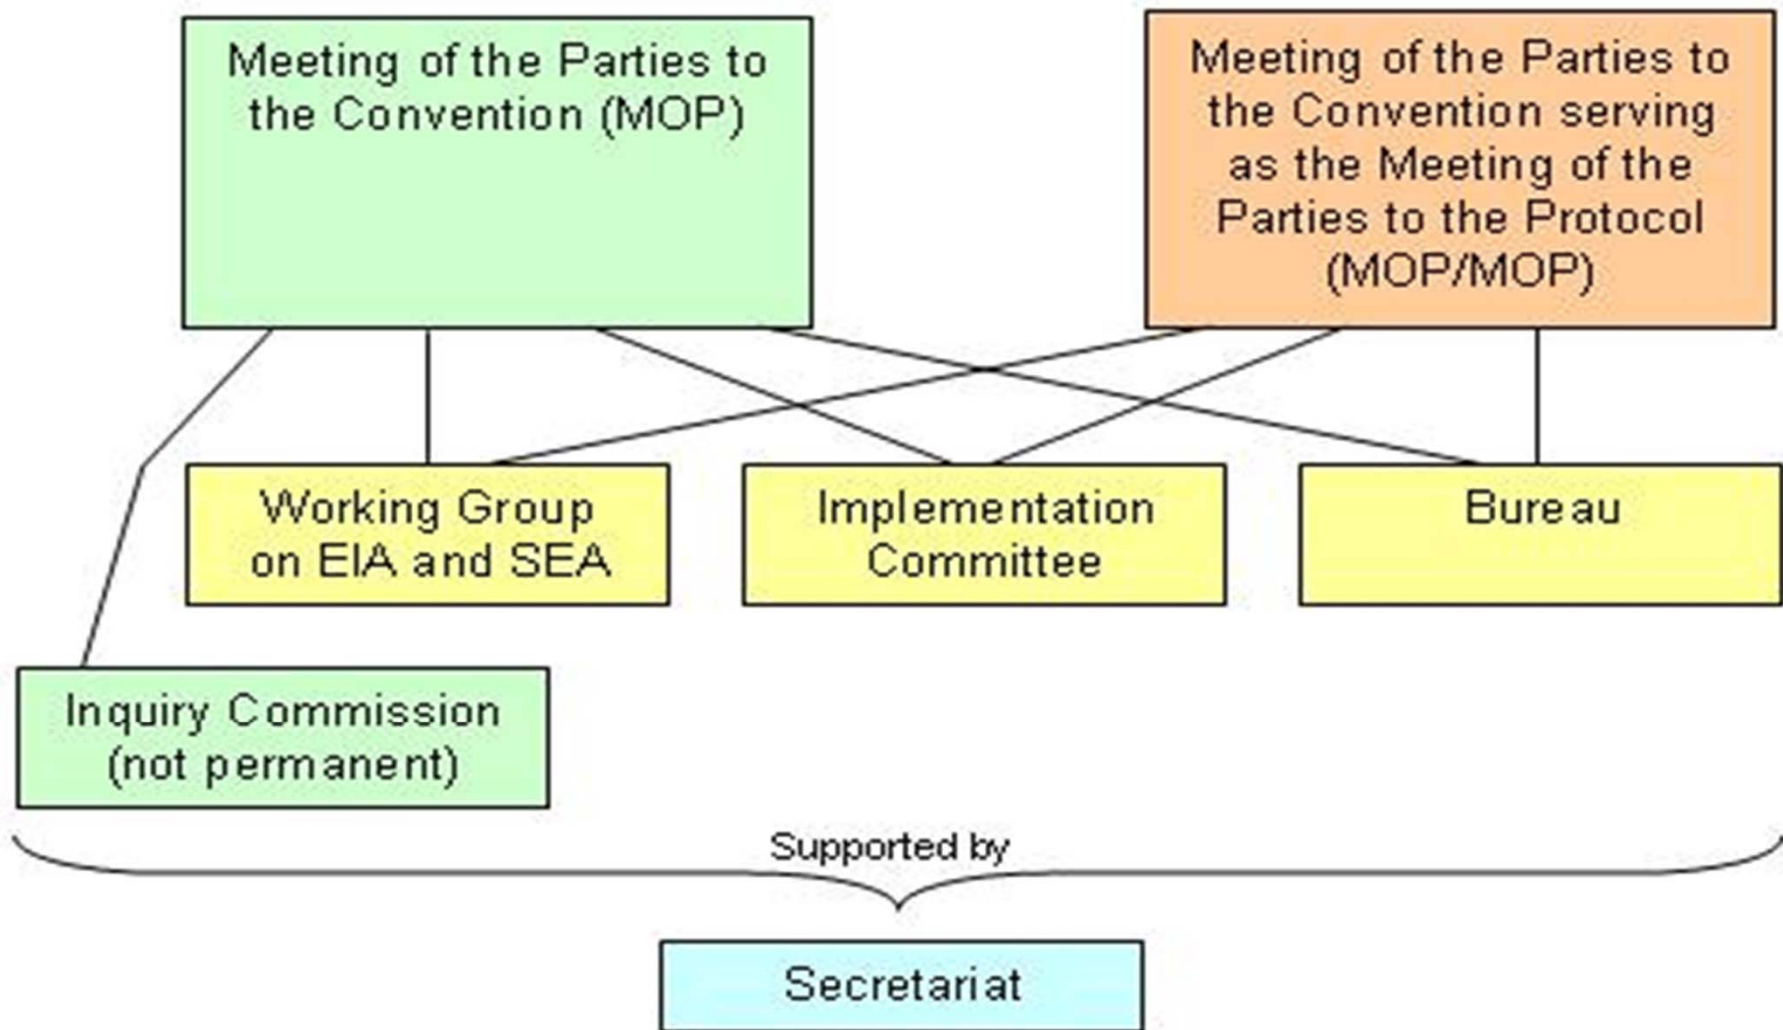 Meeting of the Parties to
the Convention (MOP)
Meeting of the Parties to
the Convention serving
as the Meeting of the
Parties to the Protocol
(MOP/MOP)
Working Group
on EIA and SEA
Implementation
Committee
Bureau
Inquiry Commission
(not permanent)
Supported by
Secretariat